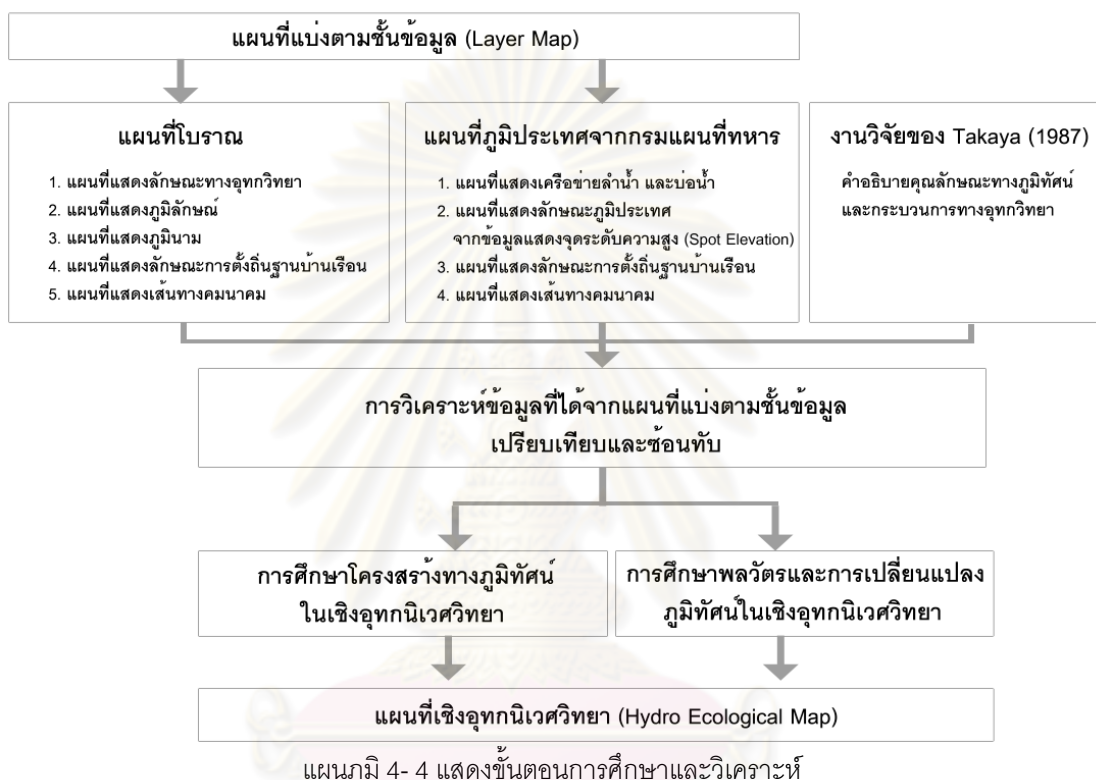 แผนที่แบ่งตามชั้นข้อมูล (Layer Map)
แผนที่โบราณ
1. แผนที่แสดงลักษณะทางอุทกวิทยา
2. แผนที่แสดงภูมิลักษณ์
3. แผนที่แสดงภูมินาม
4. แผนที่แสดงลักษณะการตั้งถิ่นฐานบ้านเรือน
5. แผนที่แสดงเส้นทางคมนาคม
แผนที่ภูมิประเทศจากกรมแผนที่ทหาร
1. แผนที่แสดงเครือข่ายลำน้ำ และบ่อน้ำ
2. แผนที่แสดงลักษณะภูมิประเทศ
จากข้อมูลแสดงจุดระดับความสูง (Spot Elevation)
3. แผนที่แสดงลักษณะการตั้งถิ่นฐานบ้านเรือน
4. แผนที่แสดงเส้นทางคมนาคม
งานวิจัยของ Takaya (1987)
คำอธิบายคุณลักษณะทางภูมิทัศน์
และกระบวนการทางอุทกวิทยา
การวิเคราะห์ข้อมูลที่ได้จากแผนที่แบ่งตามชั้นข้อมูล
เปรียบเทียบและซ้อนทับ
การศึกษาโครงสร้างทางภูมิทัศน์
ในเชิงอุทกนิเวศวิทยา
การศึกษาพลวัตรและการเปลี่ยนแปลง
ภูมิทัศน์ในเชิงอุทกนิเวศวิทยา
แผนที่เชิงอุทกนิเวศวิทยา (Hydro Ecological Map)
แผนภูมิ 4- 4 แสดงขั้นตอนการศึกษาและวิเคราะห์